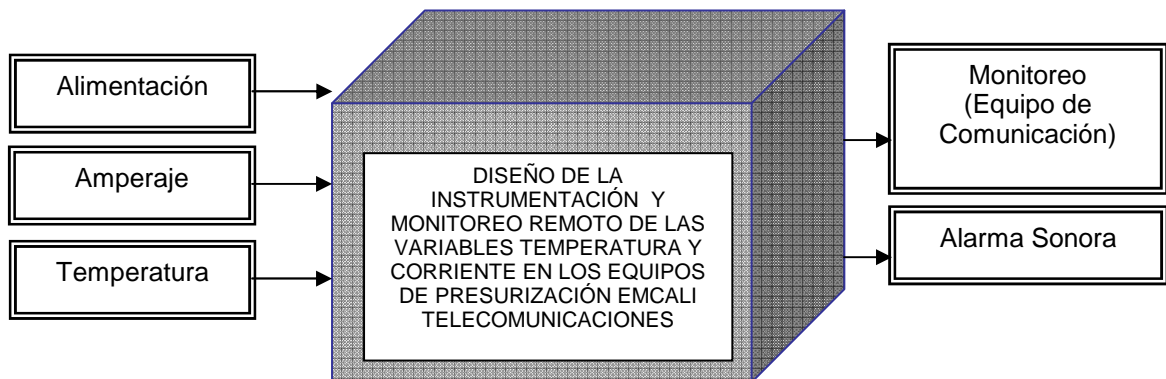 Alimentación
Amperaje
Temperatura
DISEÑO DE LA
INSTRUMENTACIÓN Y
MONITOREO REMOTO DE LAS
VARIABLES TEMPERATURA Y
CORRIENTE EN LOS EQUIPOS
DE PRESURIZACIÓN EMCALI
TELECOMUNICACIONES
Monitoreo
(Equipo de
Comunicación)
Alarma Sonora